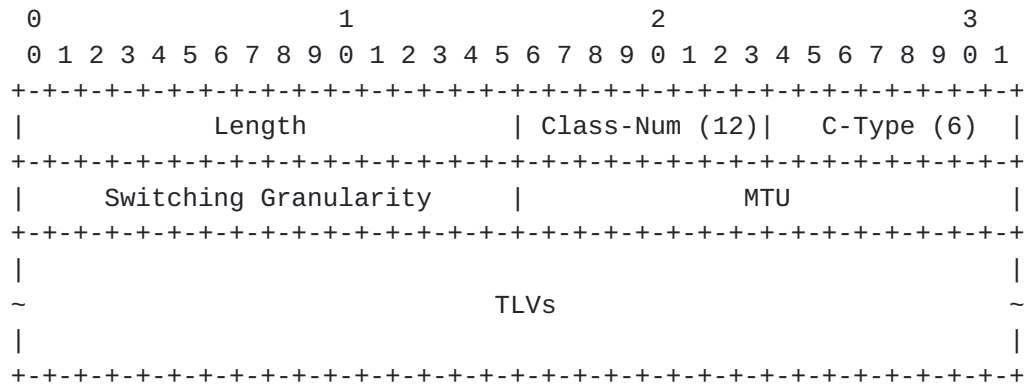 0                   1                   2                   3
 0 1 2 3 4 5 6 7 8 9 0 1 2 3 4 5 6 7 8 9 0 1 2 3 4 5 6 7 8 9 0 1
+-+-+-+-+-+-+-+-+-+-+-+-+-+-+-+-+-+-+-+-+-+-+-+-+-+-+-+-+-+-+-+-+
|            Length             | Class-Num (12)|   C-Type (6)  |
+-+-+-+-+-+-+-+-+-+-+-+-+-+-+-+-+-+-+-+-+-+-+-+-+-+-+-+-+-+-+-+-+
|     Switching Granularity     |              MTU              |
+-+-+-+-+-+-+-+-+-+-+-+-+-+-+-+-+-+-+-+-+-+-+-+-+-+-+-+-+-+-+-+-+
|                                                               |
~                              TLVs                             ~
|                                                               |
+-+-+-+-+-+-+-+-+-+-+-+-+-+-+-+-+-+-+-+-+-+-+-+-+-+-+-+-+-+-+-+-+